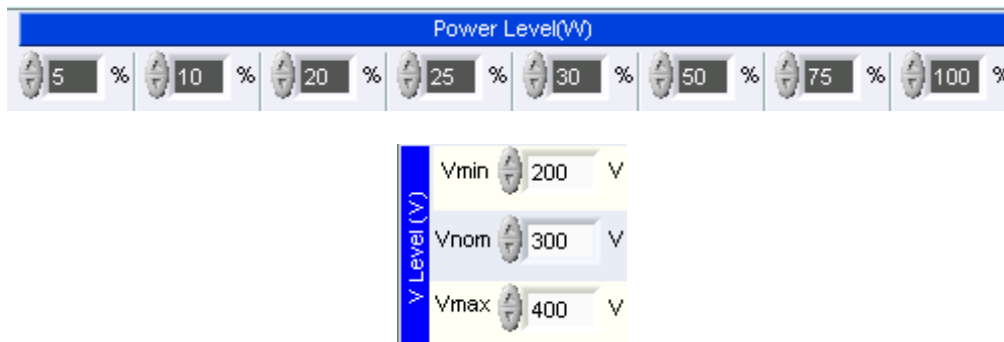 Power Level(W)
5 % 10 % 20 % 25 % 30 % 50 % 75 % 100 %
V Level (V)
Vmin 200 V
Vnom 300 V
Vmax 400 V